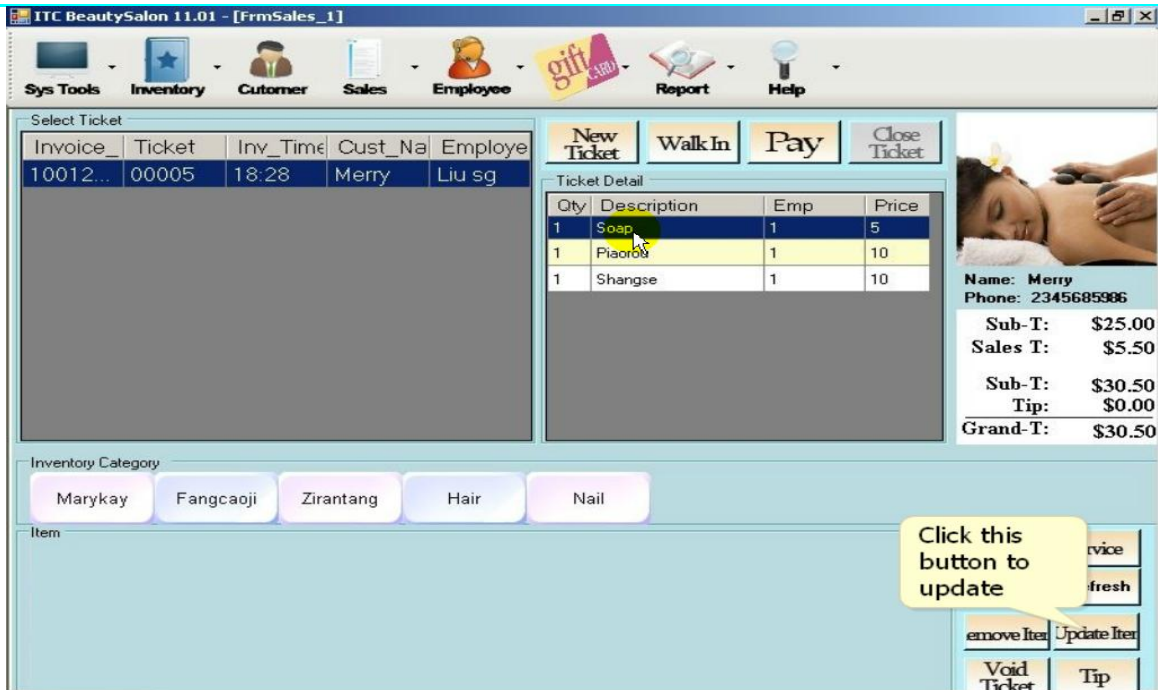 ITC BeautySalon 11.01 - [FrmSales_1]
Sys Tools Inventory Cutomer Sales Employee gift CARD Report Help
Select Ticket
Invoice_ Ticket Inv_Time Cust_Na Employe
10012... 00005 18:28 Merry Liu sg
New Ticket Walk In Pay Close Ticket
Ticket Detail
Qty Description Emp Price
1 Soap 1 5
1 Piaorou 1 10
1 Shangse 1 10
Name: Merry
Phone: 2345685986
Sub-T: $25.00
Sales T: $5.50
Sub-T: $30.50
Tip: $0.00
Grand-T: $30.50
Inventory Category
Marykay Fangcaoji Zirantang Hair Nail
Item
Click this
button to
update
rvice
fresh
emove Iter Update Iter
Void Ticket Tip